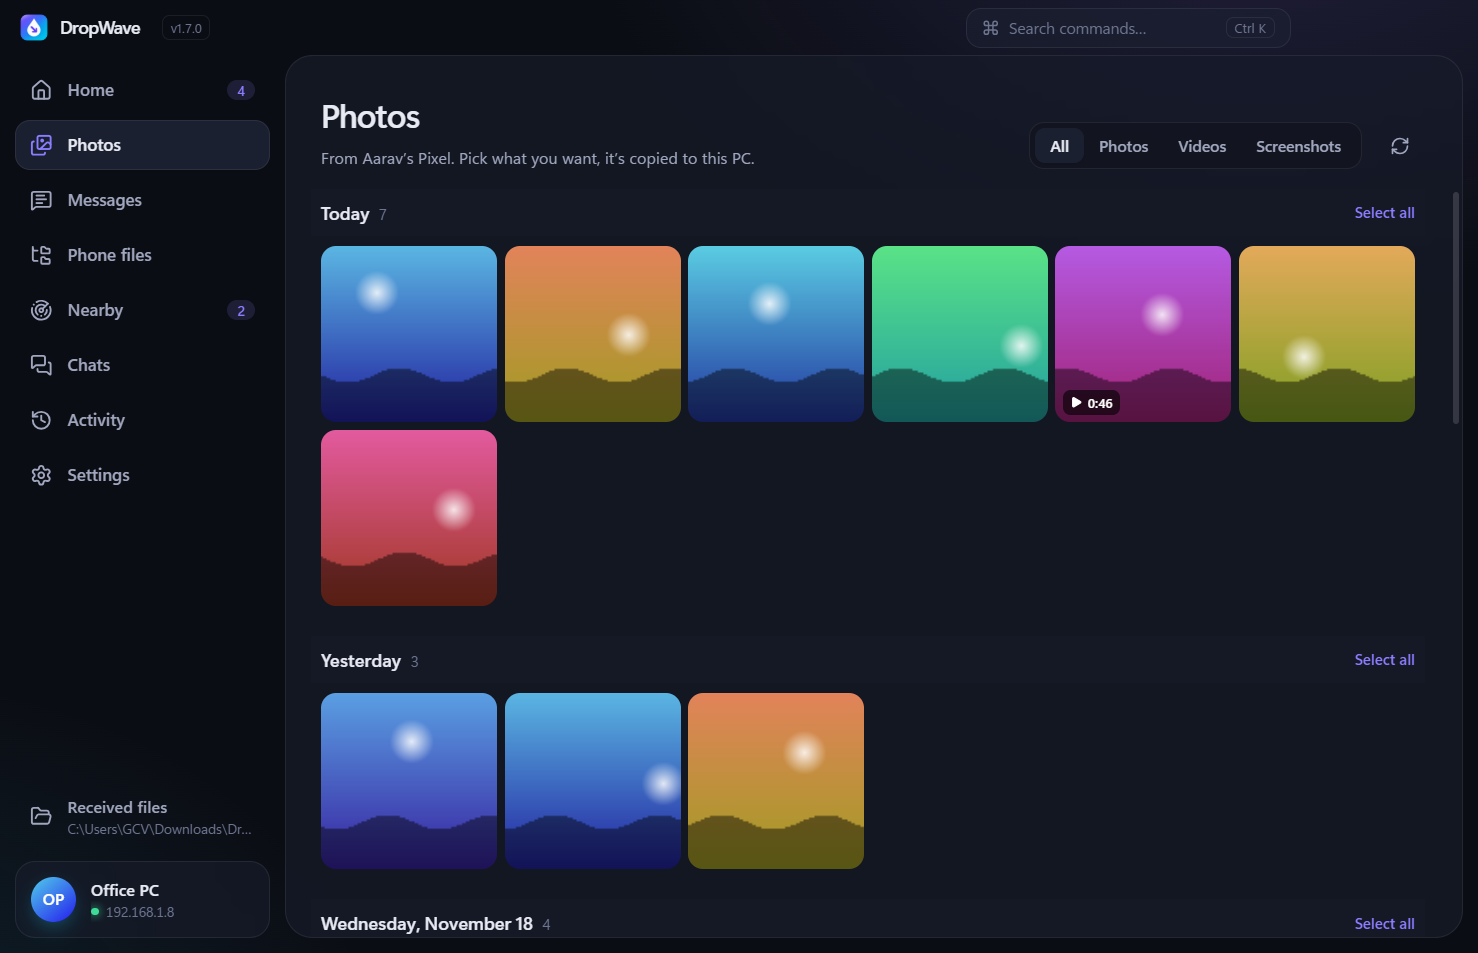 DropWave v1.7.0
Search commands... Ctrl K
Home 4
Photos
Messages
Phone files
Nearby 2
Chats
Activity
Settings
Received files
C:\Users\GCV\Downloads\Dr...
OP
Office PC
192.168.1.8
Photos
From Aarav's Pixel. Pick what you want, it's copied to this PC.
All Photos Videos Screenshots
Today 7 Select all
0:46
Yesterday 3 Select all
Wednesday, November 18 4 Select all